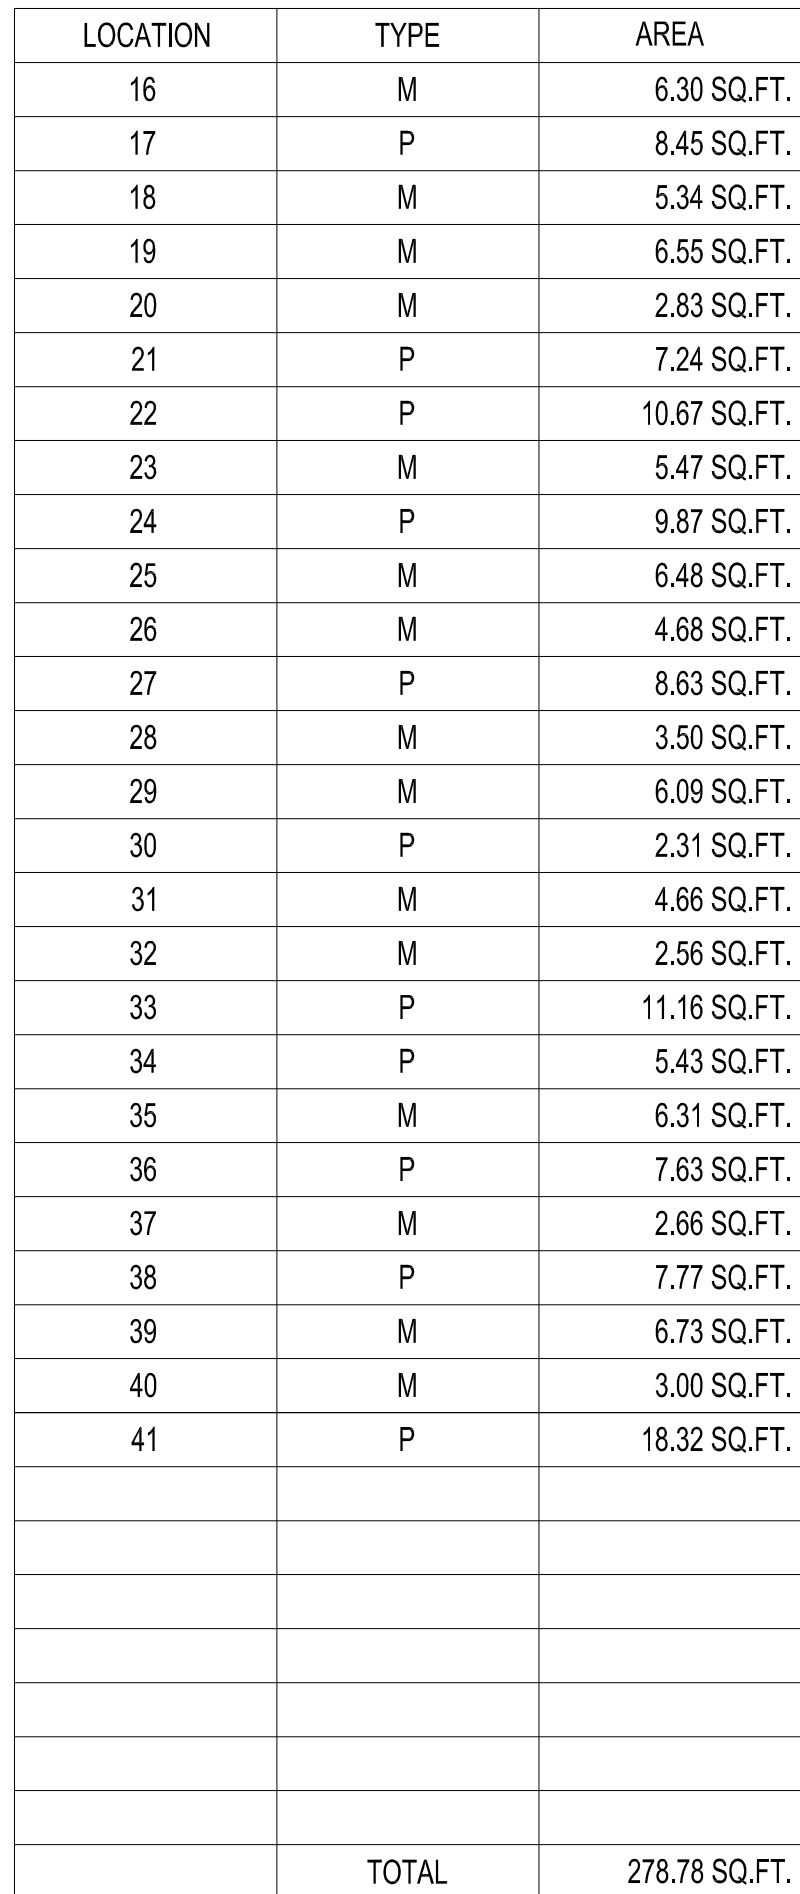 LOCATION TYPE AREA
16 M 6.30 SQ.FT.
17 P 8.45 SQ.FT.
18 M 5.34 SQ.FT.
19 M 6.55 SQ.FT.
20 M 2.83 SQ.FT.
21 P 7.24 SQ.FT.
22 P 10.67 SQ.FT.
23 M 5.47 SQ.FT.
24 P 9.87 SQ.FT.
25 M 6.48 SQ.FT.
26 M 4.68 SQ.FT.
27 P 8.63 SQ.FT.
28 M 3.50 SQ.FT.
29 M 6.09 SQ.FT.
30 P 2.31 SQ.FT.
31 M 4.66 SQ.FT.
32 M 2.56 SQ.FT.
33 P 11.16 SQ.FT.
34 P 5.43 SQ.FT.
35 M 6.31 SQ.FT.
36 P 7.63 SQ.FT.
37 M 2.66 SQ.FT.
38 P 7.77 SQ.FT.
39 M 6.73 SQ.FT.
40 M 3.00 SQ.FT.
41 P 18.32 SQ.FT.
TOTAL 278.78 SQ.FT.